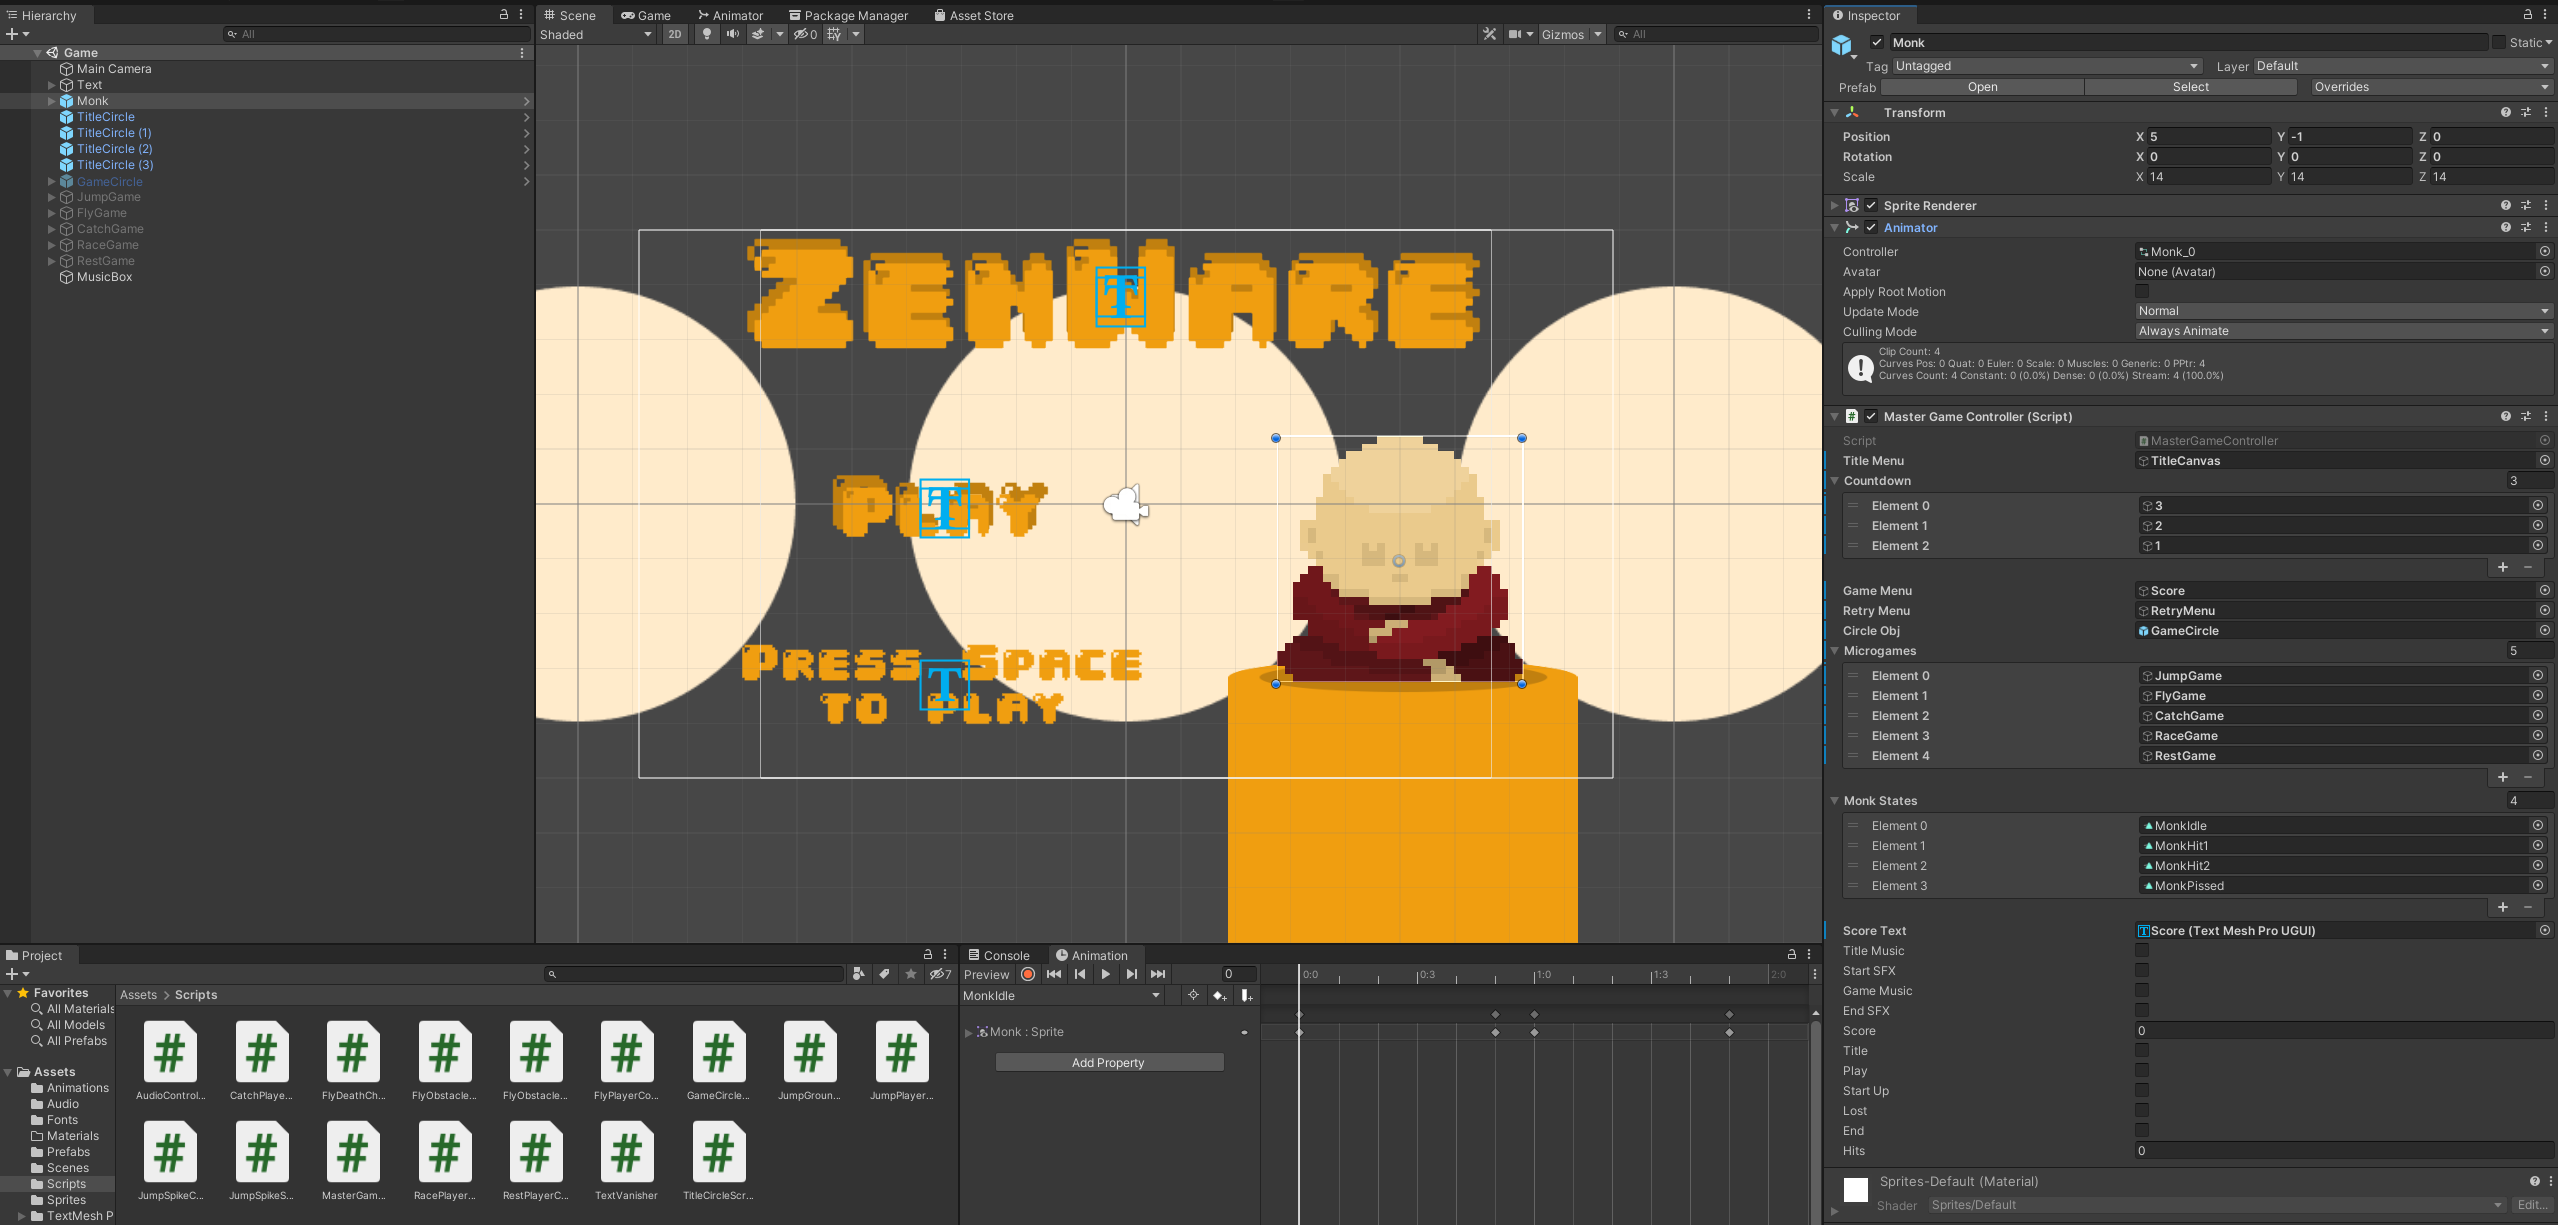 Hierarchy
All
Game
Main Camera
Text
Monk
TitleCircle
TitleCircle (1)
TitleCircle (2)
TitleCircle (3)
GameCircle
JumpGame
FlyGame
CatchGame
RaceGame
RestGame
MusicBox
Scene Game Animator Package Manager Asset Store
Shaded 2D 0 Gizmos All
ZenWare
Play
Press Space
to Play
Inspector
Monk Static
Tag Untagged Layer Default
Prefab Open Select Overrides
Transform
Position X 5 Y -1 Z 0
Rotation X 0 Y 0 Z 0
Scale X 14 Y 14 Z 14
Sprite Renderer
Animator
Controller Monk_0
Avatar None (Avatar)
Apply Root Motion
Update Mode Normal
Culling Mode Always Animate
Clip Count: 4
Curves Pos: 0 Quat: 0 Euler: 0 Scale: 0 Muscles: 0 Generic: 0 PPtr: 4
Curves Count: 4 Constant: 0 (0.0%) Dense: 0 (0.0%) Stream: 4 (100.0%)
Master Game Controller (Script)
Script MasterGameController
Title Menu TitleCanvas
Countdown 3
Element 0 3
Element 1 2
Element 2 1
Game Menu Score
Retry Menu RetryMenu
Circle Obj GameCircle
Microgames 5
Element 0 JumpGame
Element 1 FlyGame
Element 2 CatchGame
Element 3 RaceGame
Element 4 RestGame
Monk States 4
Element 0 MonkIdle
Element 1 MonkHit1
Element 2 MonkHit2
Element 3 MonkPissed
Score Text Score (Text Mesh Pro UGUI)
Title Music
Start SFX
Game Music
End SFX
Score 0
Title
Play
Start Up
Lost
End
Hits 0
Sprites-Default (Material)
Shader Sprites/Default Edit...
Project
7
Favorites
All Materials
All Models
All Prefabs
Assets
Animations
Audio
Fonts
Materials
Prefabs
Scenes
Scripts
Sprites
TextMesh P
Assets > Scripts
AudioControl... CatchPlaye... FlyDeathCh... FlyObstacle... FlyObstacle... FlyPlayerCo... GameCircle... JumpGroun... JumpPlayer...
JumpSpikeC... JumpSpikeS... MasterGam... RacePlayer... RestPlayerC... TextVanisher TitleCircleScr...
Console Animation
Preview 0 0:0 0:3 1:0 1:3 2:0
MonkIdle
Monk : Sprite
Add Property